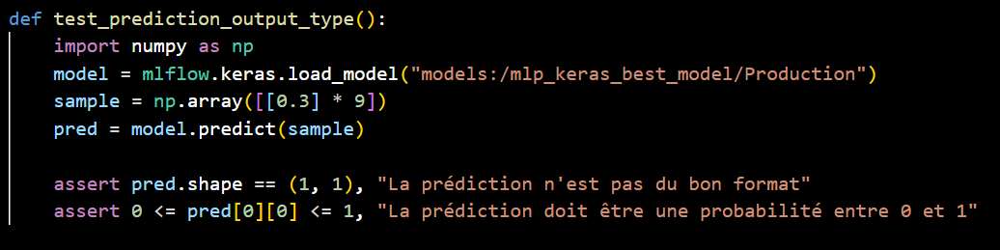 def test_prediction_output_type():
    import numpy as np
    model = mlflow.keras.load_model("models:/mlp_keras_best_model/Production")
    sample = np.array([[0.3] * 9])
    pred = model.predict(sample)

    assert pred.shape == (1, 1), "La prédiction n'est pas du bon format"
    assert 0 <= pred[0][0] <= 1, "La prédiction doit être une probabilité entre 0 et 1"